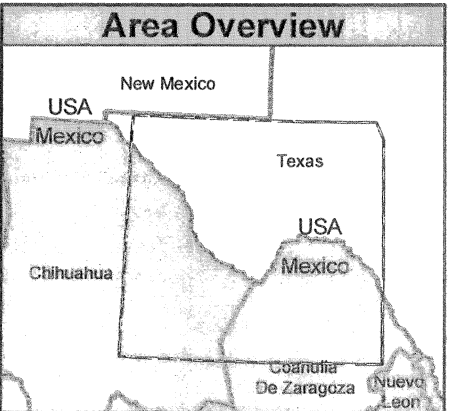 Area Overview
New Mexico
USA
Mexico
Texas
USA
Mexico
Chihuahua
Coahuila
De Zaragoza
Nuevo
Leon